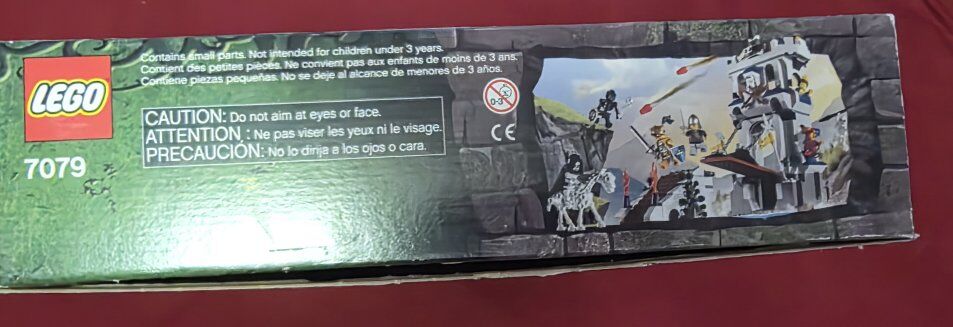 Contains small parts. Not intended for children under 3 years.
Contient des petites pièces. Ne convient pas aux enfants de moins de 3 ans.
Contiene piezas pequeñas. No se deje al alcance de menores de 3 años.
LEGO
CAUTION: Do not aim at eyes or face.
ATTENTION : Ne pas viser les yeux ni le visage.
PRECAUCIÓN: No lo dirija a los ojos o cara.
0-3
CE
7079